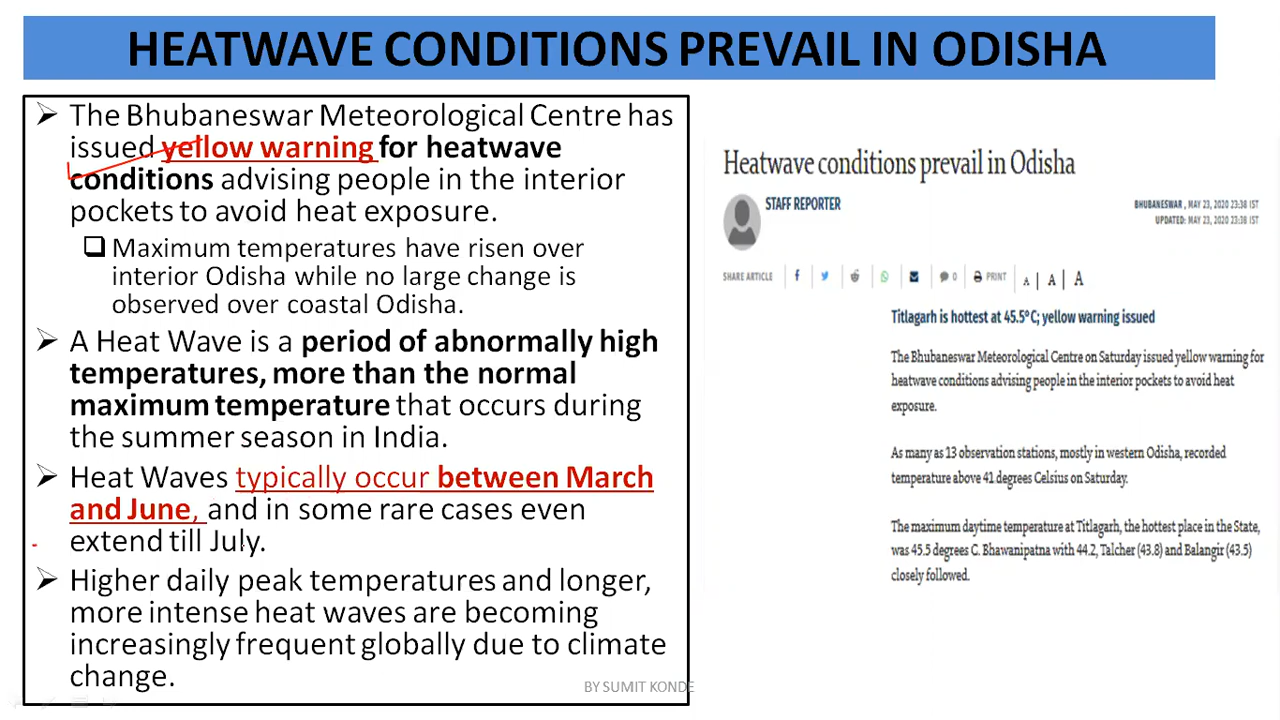 HEATWAVE CONDITIONS PREVAIL IN ODISHA
The Bhubaneswar Meteorological Centre has
issued yellow warning for heatwave
conditions advising people in the interior
pockets to avoid heat exposure.
Maximum temperatures have risen over
interior Odisha while no large change is
observed over coastal Odisha.
A Heat Wave is a period of abnormally high
temperatures, more than the normal
maximum temperature that occurs during
the summer season in India.
Heat Waves typically occur between March
and June, and in some rare cases even
extend till July.
Higher daily peak temperatures and longer,
more intense heat waves are becoming
increasingly frequent globally due to climate
change.
BY SUMIT KONDE
Heatwave conditions prevail in Odisha
STAFF REPORTER
BHUBANESWAR , MAY 23, 2020 23:38 IST
UPDATED: MAY 23, 2020 23:38 IST
SHARE ARTICLE 0 PRINT A | A | A
Titlagarh is hottest at 45.5°C; yellow warning issued
The Bhubaneswar Meteorological Centre on Saturday issued yellow warning for
heatwave conditions advising people in the interior pockets to avoid heat
exposure.
As many as 13 observation stations, mostly in western Odisha, recorded
temperature above 41 degrees Celsius on Saturday.
The maximum daytime temperature at Titlagarh, the hottest place in the State,
was 45.5 degrees C. Bhawanipatna with 44.2, Talcher (43.8) and Balangir (43.5)
closely followed.